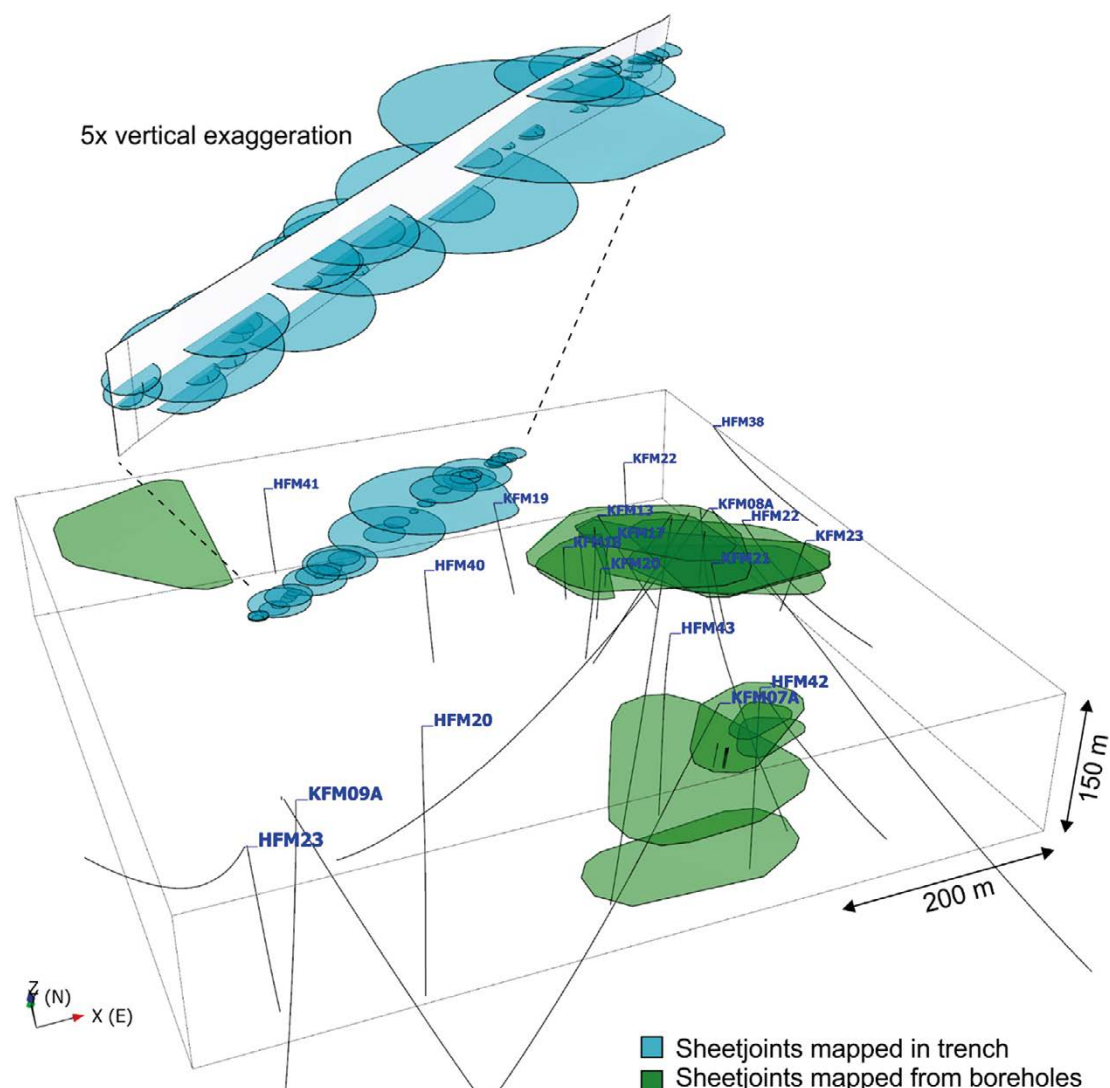 5x vertical exaggeration
HFM38
KFM22
HFM41
KFM19
KFM08A
KFM13
HFM22
KFM17
KFM23
KFM18
KFM20
KFM21
HFM40
HFM43
HFM42
KFM07A
HFM20
150 m
KFM09A
HFM23
200 m
Z
Y (N)
X (E)
Sheetjoints mapped in trench
Sheetjoints mapped from boreholes